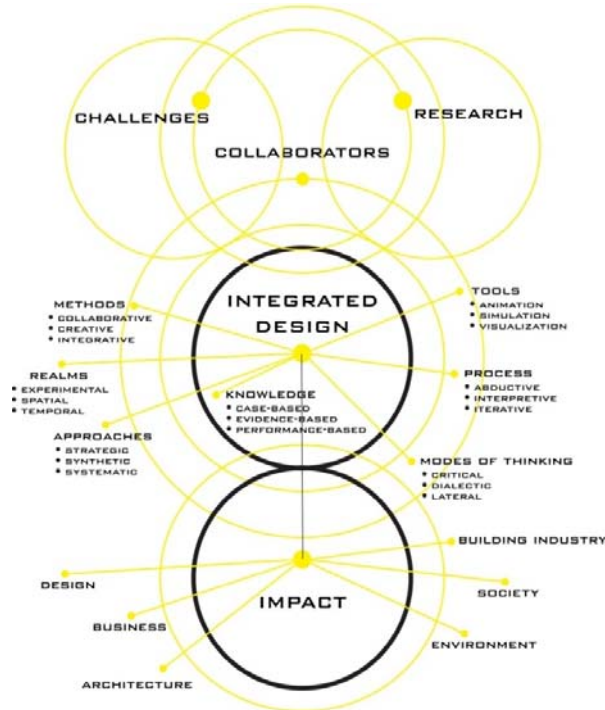 CHALLENGES
RESEARCH
COLLABORATORS
INTEGRATED
DESIGN
METHODS
• COLLABORATIVE
• CREATIVE
• INTEGRATIVE
TOOLS
• ANIMATION
• SIMULATION
• VISUALIZATION
REALMS
• EXPERIMENTAL
• SPATIAL
• TEMPORAL
PROCESS
• ABDUCTIVE
• INTERPRETIVE
• ITERATIVE
KNOWLEDGE
• CASE-BASED
• EVIDENCE-BASED
• PERFORMANCE-BASED
APPROACHES
• STRATEGIC
• SYNTHETIC
• SYSTEMATIC
MODES OF THINKING
• CRITICAL
• DIALECTIC
• LATERAL
BUILDING INDUSTRY
DESIGN
SOCIETY
IMPACT
BUSINESS
ENVIRONMENT
ARCHITECTURE